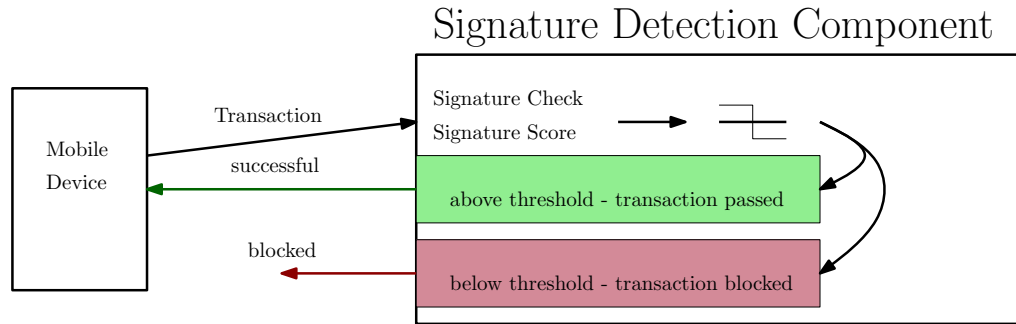 Signature Detection Component
Mobile
Device
Transaction
successful
blocked
Signature Check
Signature Score
above threshold - transaction passed
below threshold - transaction blocked